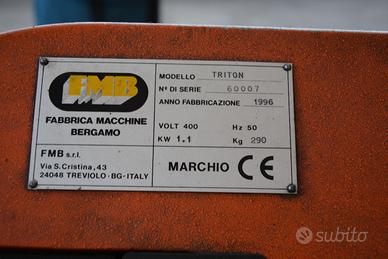 FMB
FABBRICA MACCHINE
BERGAMO
FMB s.r.l.
Via S.Cristina,43
24048 TREVIOLO-BG-ITALY
MODELLO TRITON
Nº DI SERIE 60007
ANNO FABBRICAZIONE 1996
VOLT 400 Hz 50
KW 1.1 Kg 290
MARCHIO CE
subito